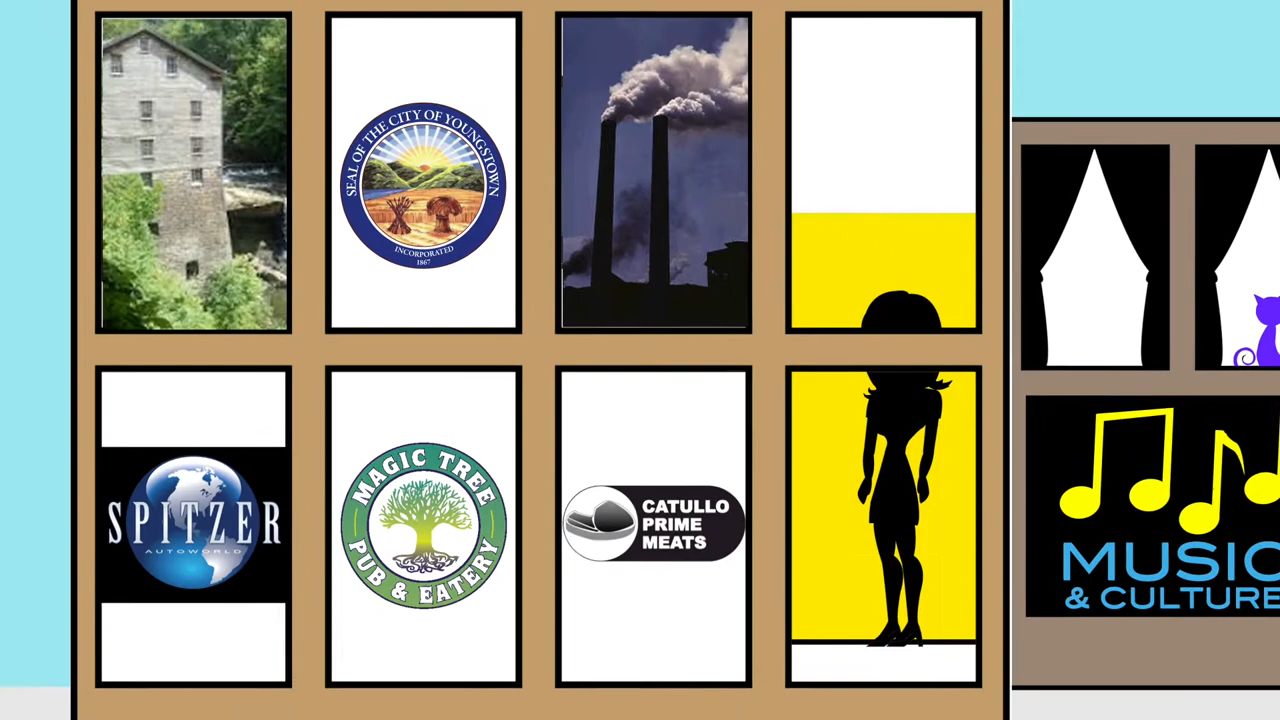 SEAL OF THE CITY OF YOUNGSTOWN
INCORPORATED
1867
SPITZER
AUTOWORLD
MAGIC TREE
PUB & EATERY
CATULLO
PRIME
MEATS
MUSIC
& CULTURE